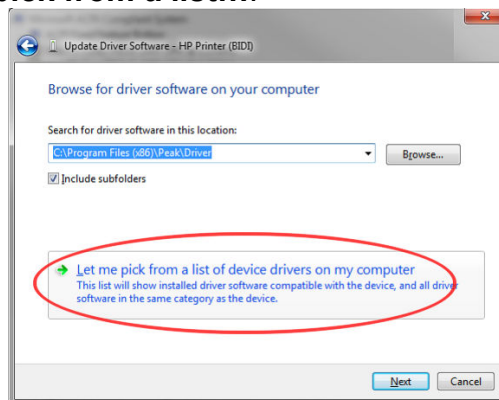 pick from a list...
Update Driver Software - HP Printer (BIDI)
Browse for driver software on your computer
Search for driver software in this location:
C:\Program Files (x86)\Peak\Driver
Browse...
Include subfolders
Let me pick from a list of device drivers on my computer
This list will show installed driver software compatible with the device, and all driver
software in the same category as the device.
Next
Cancel